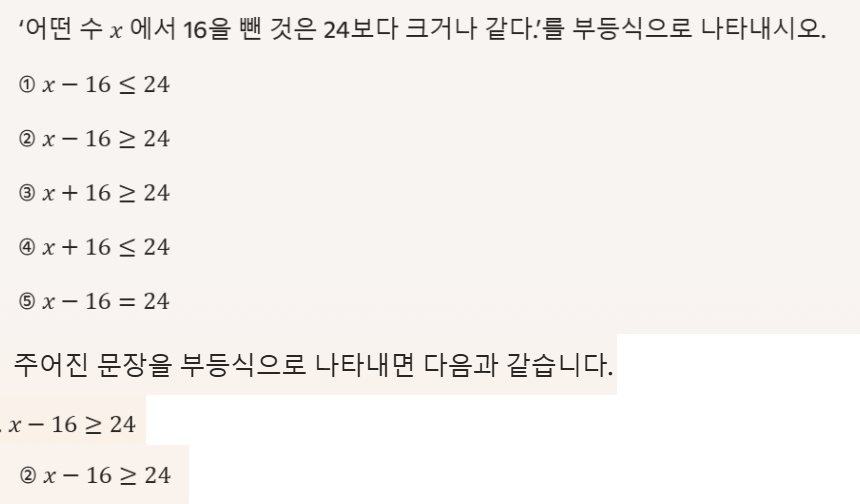 ‘어떤 수 x 에서 16을 뺀 것은 24보다 크거나 같다.’를 부등식으로 나타내시오.
① x − 16 ≤ 24
② x − 16 ≥ 24
③ x + 16 ≥ 24
④ x + 16 ≤ 24
⑤ x − 16 = 24
주어진 문장을 부등식으로 나타내면 다음과 같습니다.
. x − 16 ≥ 24
② x − 16 ≥ 24